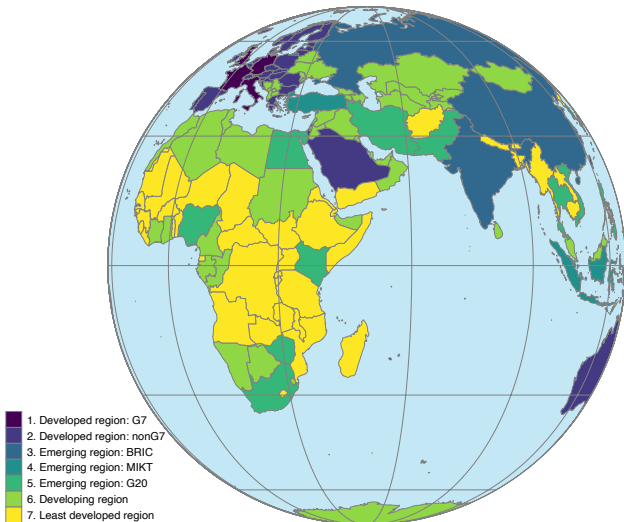 1. Developed region: G7
2. Developed region: nonG7
3. Emerging region: BRIC
4. Emerging region: MIKT
5. Emerging region: G20
6. Developing region
7. Least developed region